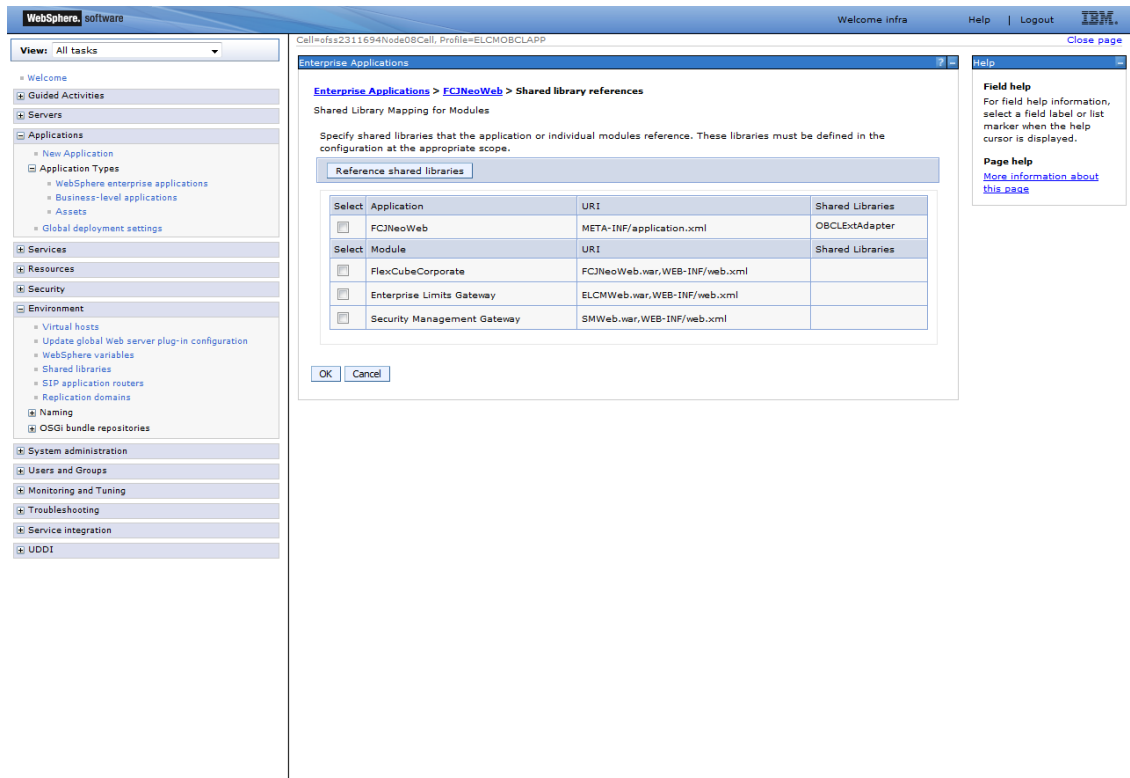 WebSphere. software
Welcome infra
Help | Logout
IBM.
View: All tasks
Welcome
Guided Activities
Servers
Applications
New Application
Application Types
WebSphere enterprise applications
Business-level applications
Assets
Global deployment settings
Services
Resources
Security
Environment
Virtual hosts
Update global Web server plug-in configuration
WebSphere variables
Shared libraries
SIP application routers
Replication domains
Naming
OSGi bundle repositories
System administration
Users and Groups
Monitoring and Tuning
Troubleshooting
Service integration
UDDI
Cell=ofss2311694Node08Cell, Profile=ELCMOBCLAPP
Close page
Enterprise Applications
Enterprise Applications > FCJNeoWeb > Shared library references
Shared Library Mapping for Modules
Specify shared libraries that the application or individual modules reference. These libraries must be defined in the
configuration at the appropriate scope.
Reference shared libraries
Select Application URI Shared Libraries
FCJNeoWeb META-INF/application.xml OBCLExtAdapter
Select Module URI Shared Libraries
FlexCubeCorporate FCJNeoWeb.war,WEB-INF/web.xml
Enterprise Limits Gateway ELCMWeb.war,WEB-INF/web.xml
Security Management Gateway SMWeb.war,WEB-INF/web.xml
OK Cancel
Help
Field help
For field help information,
select a field label or list
marker when the help
cursor is displayed.
Page help
More information about
this page